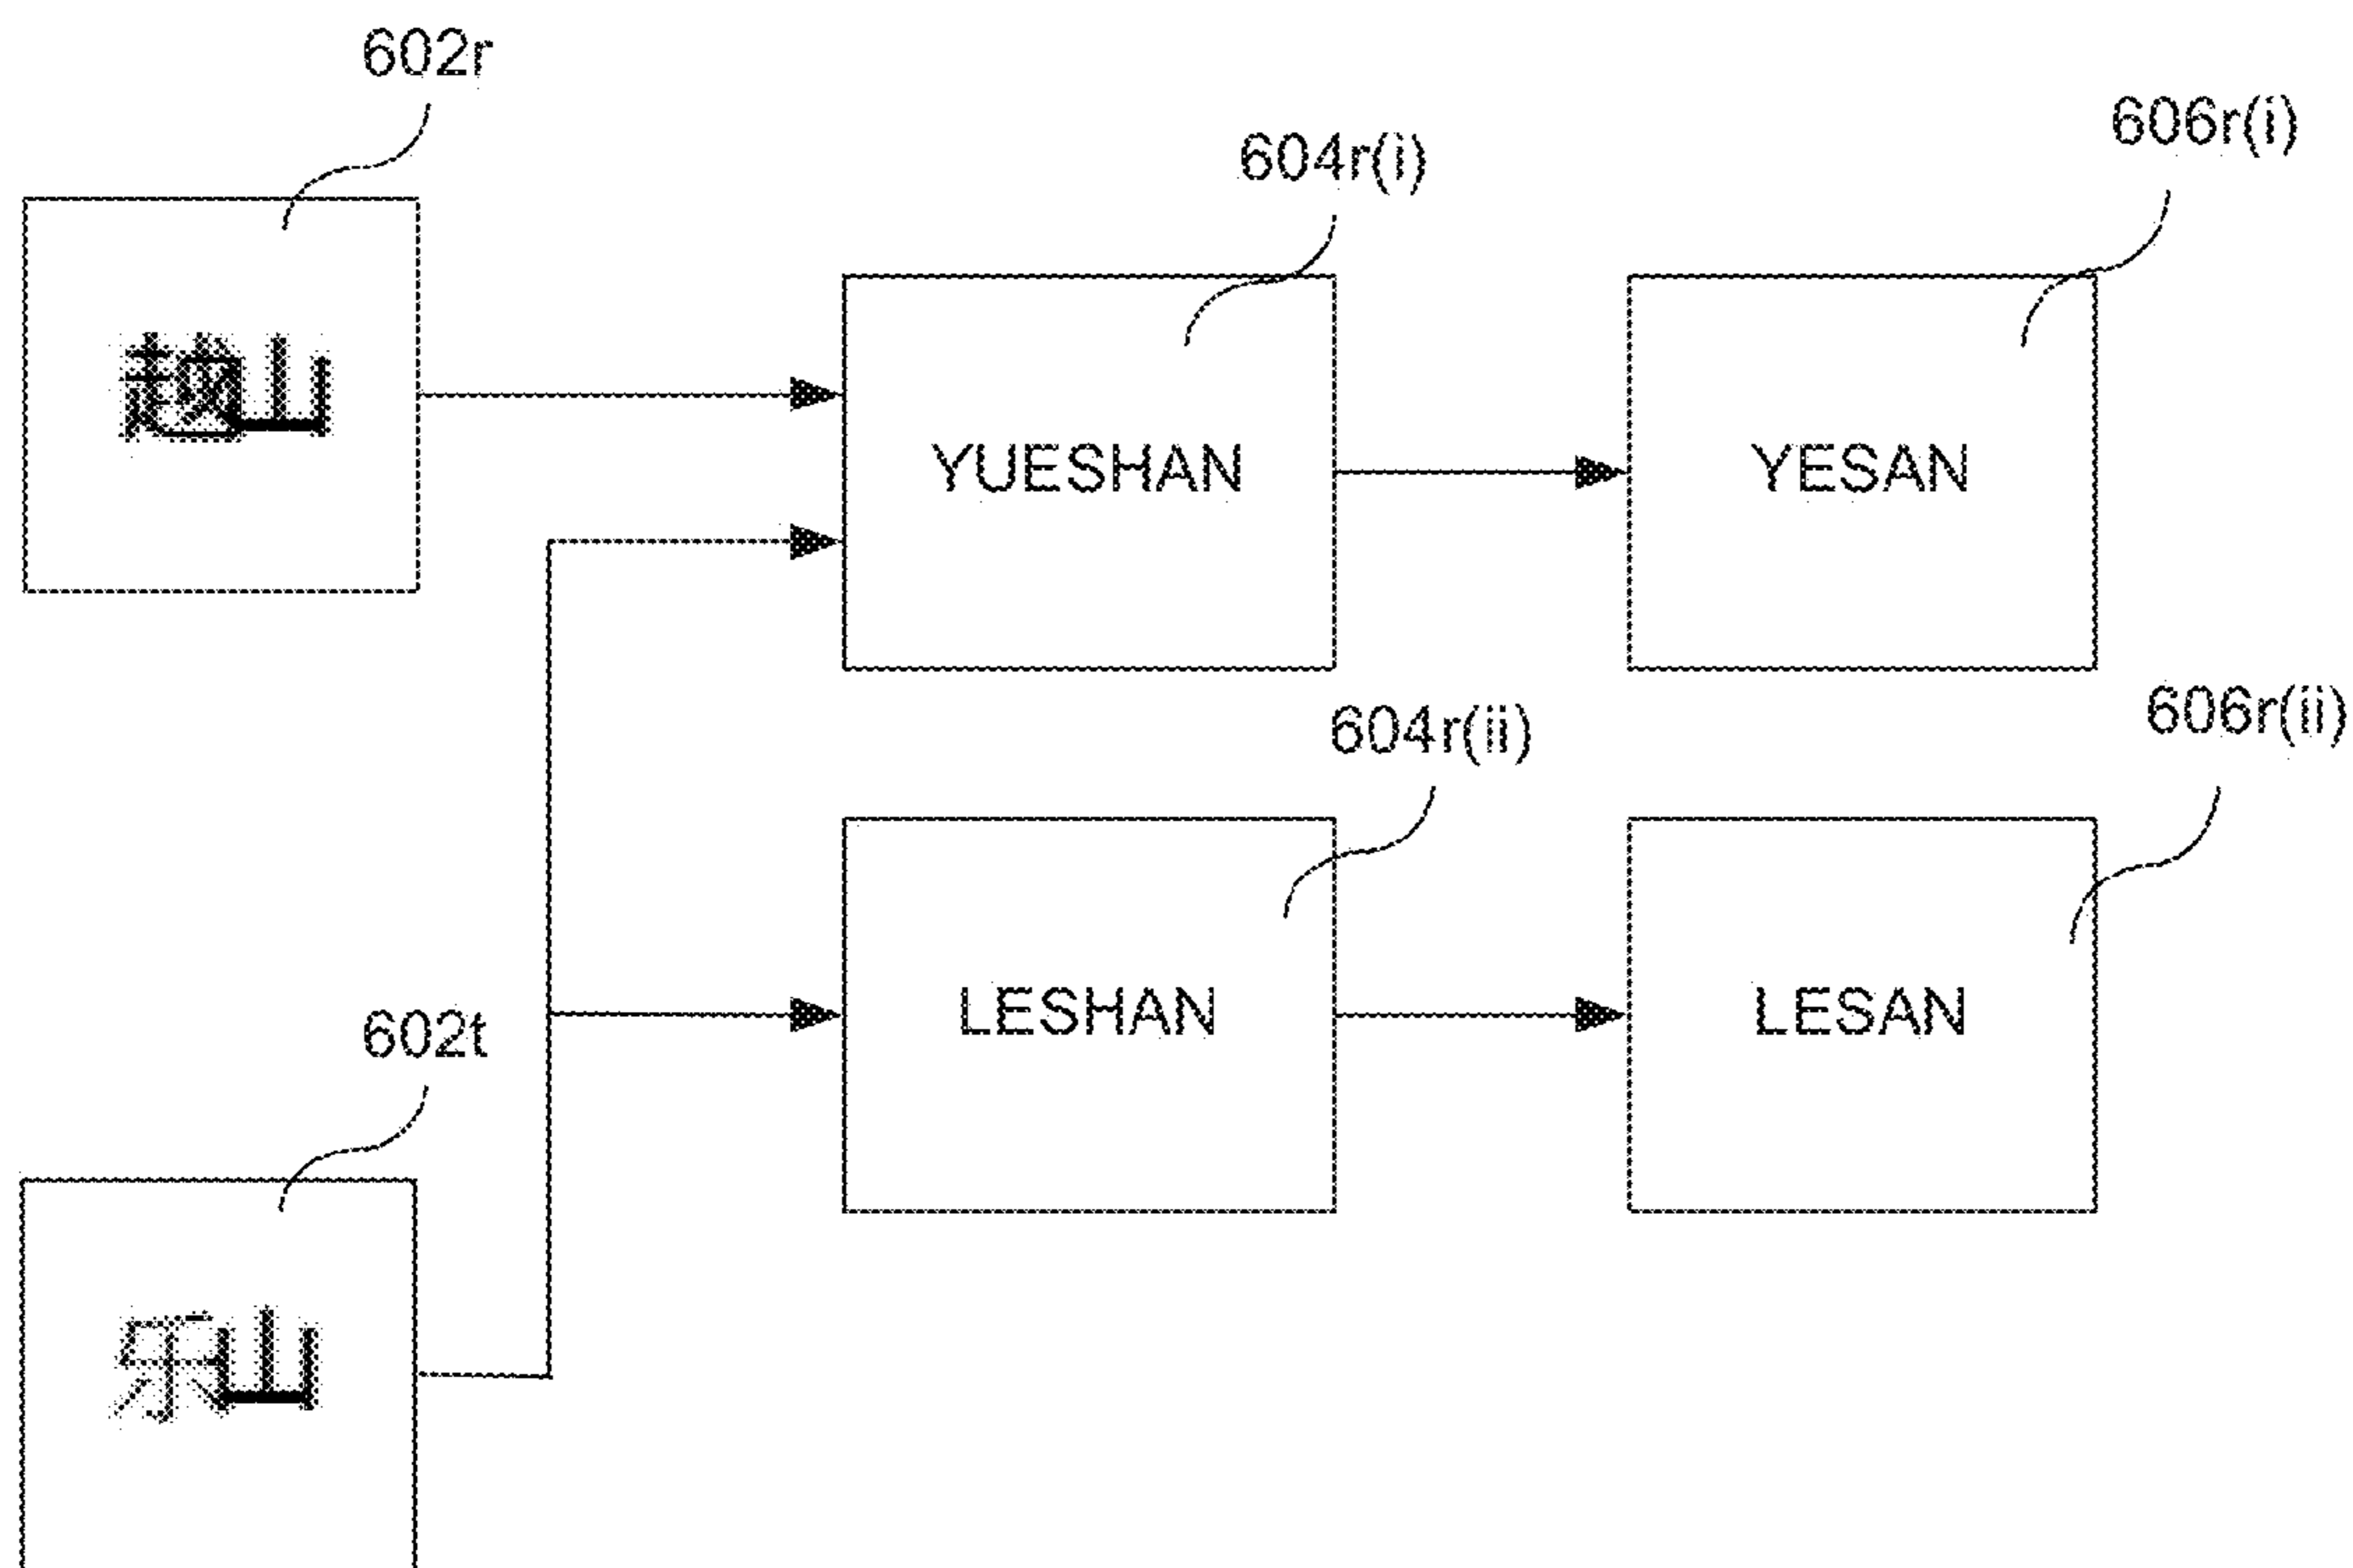 602r
604r(i)
606r(i)
越山
YUESHAN
YESAN
604r(ii)
606r(ii)
LESHAN
LESAN
602t
乐山